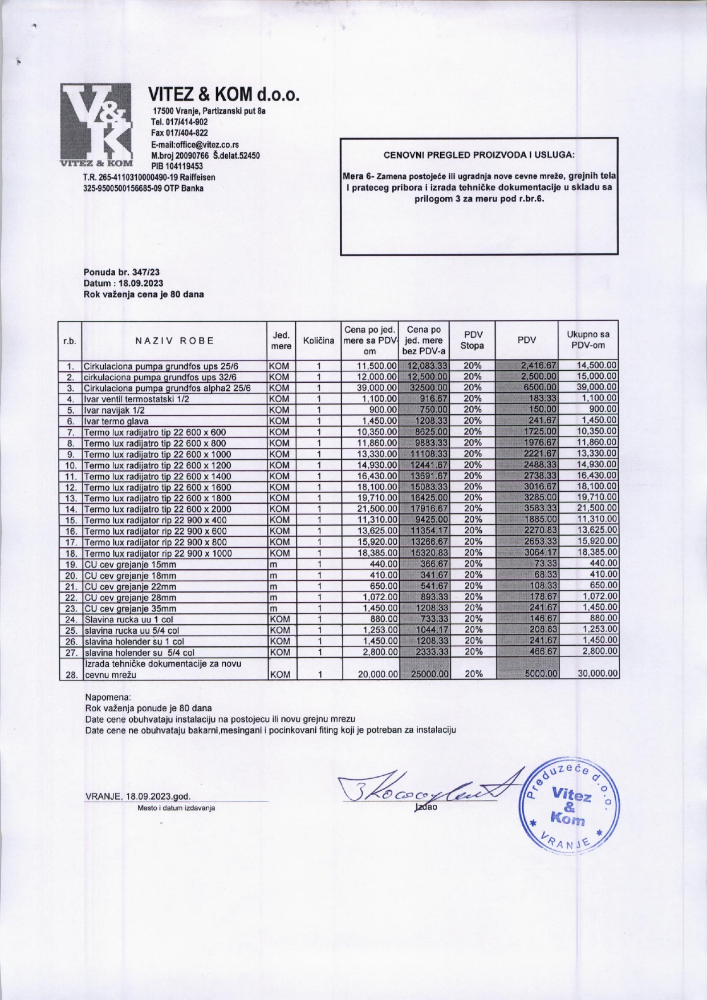 V&K
VITEZ & KOM
VITEZ & KOM d.o.o.
17500 Vranje, Partizanski put 8a
Tel. 017/414-902
Fax 017/404-822
E-mail:office@vitez.co.rs
M.broj 20090766 Š.delat.52450
PIB 104119453
T.R. 265-4110310000490-19 Raiffeisen
325-9500500156685-09 OTP Banka
CENOVNI PREGLED PROIZVODA I USLUGA:
Mera 6- Zamena postojeće ili ugradnja nove cevne mreže, grejnih tela
I prateceg pribora i izrada tehničke dokumentacije u skladu sa
prilogom 3 za meru pod r.br.6.
Ponuda br. 347/23
Datum : 18.09.2023
Rok važenja cena je 80 dana
r.b. NAZIV ROBE Jed. mere Količina Cena po jed. mere sa PDV-om Cena po jed. mere bez PDV-a PDV Stopa PDV Ukupno sa PDV-om
1. Cirkulaciona pumpa grundfos ups 25/6 KOM 1 11,500.00 12,083.33 20% 2,416.67 14,500.00
2. cirkulaciona pumpa grundfos ups 32/6 KOM 1 12,000.00 12,500.00 20% 2,500.00 15,000.00
3. Cirkulaciona pumpa grundfos alpha2 25/6 KOM 1 39,000.00 32500.00 20% 6500.00 39,000.00
4. Ivar ventil termostatski 1/2 KOM 1 1,100.00 916.67 20% 183.33 1,100.00
5. Ivar navijak 1/2 KOM 1 900.00 750.00 20% 150.00 900.00
6. Ivar termo glava KOM 1 1,450.00 1208.33 20% 241.67 1,450.00
7. Termo lux radijatro tip 22 600 x 600 KOM 1 10,350.00 8625.00 20% 1725.00 10,350.00
8. Termo lux radijatro tip 22 600 x 800 KOM 1 11,860.00 9883.33 20% 1976.67 11,860.00
9. Termo lux radijatro tip 22 600 x 1000 KOM 1 13,330.00 11108.33 20% 2221.67 13,330.00
10. Termo lux radijatro tip 22 600 x 1200 KOM 1 14,930.00 12441.67 20% 2488.33 14,930.00
11. Termo lux radijatro tip 22 600 x 1400 KOM 1 16,430.00 13691.67 20% 2738.33 16,430.00
12. Termo lux radijatro tip 22 600 x 1600 KOM 1 18,100.00 15083.33 20% 3016.67 18,100.00
13. Termo lux radijatro tip 22 600 x 1800 KOM 1 19,710.00 16425.00 20% 3285.00 19,710.00
14. Termo lux radijatro tip 22 600 x 2000 KOM 1 21,500.00 17916.67 20% 3583.33 21,500.00
15. Termo lux radijator rip 22 900 x 400 KOM 1 11,310.00 9425.00 20% 1885.00 11,310.00
16. Termo lux radijator rip 22 900 x 600 KOM 1 13,625.00 11354.17 20% 2270.83 13,625.00
17. Termo lux radijator rip 22 900 x 800 KOM 1 15,920.00 13266.67 20% 2653.33 15,920.00
18. Termo lux radijator rip 22 900 x 1000 KOM 1 18,385.00 15320.83 20% 3064.17 18,385.00
19. CU cev grejanje 15mm m 1 440.00 366.67 20% 73.33 440.00
20. CU cev grejanje 18mm m 1 410.00 341.67 20% 68.33 410.00
21. CU cev grejanje 22mm m 1 650.00 541.67 20% 108.33 650.00
22. CU cev grejanje 28mm m 1 1,072.00 893.33 20% 178.67 1,072.00
23. CU cev grejanje 35mm m 1 1,450.00 1208.33 20% 241.67 1,450.00
24. Slavina rucka uu 1 col KOM 1 880.00 733.33 20% 146.67 880.00
25. slavina rucka uu 5/4 col KOM 1 1,253.00 1044.17 20% 208.83 1,253.00
26. slavina holender su 1 col KOM 1 1,450.00 1208.33 20% 241.67 1,450.00
27. slavina holender su 5/4 col KOM 1 2,800.00 2333.33 20% 466.67 2,800.00
Izrada tehničke dokumentacije za novu
28. cevnu mrežu KOM 1 20,000.00 25000.00 20% 5000.00 30,000.00
Napomena:
Rok važenja ponude je 80 dana
Date cene obuhvataju instalaciju na postojecu ili novu grejnu mrezu
Date cene ne obuhvataju bakarni,mesingani i pocinkovani fiting koji je potreban za instalaciju
VRANJE, 18.09.2023.god.
Mesto i datum izdavanja
Izdao
Preduzeće d.o.o.
Vitez
&
Kom
VRANJE